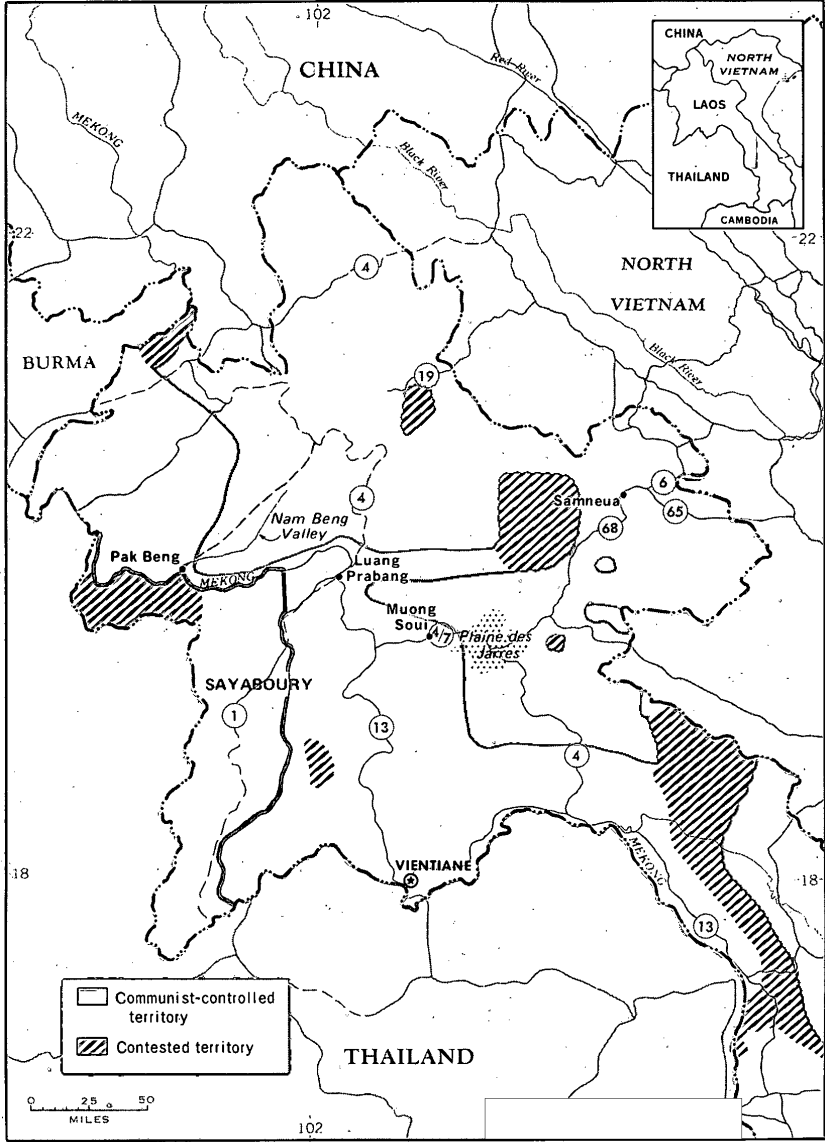 102
CHINA
Red River
MEKONG
Black River
CHINA
NORTH
VIETNAM
LAOS
THAILAND
CAMBODIA
22
22
4
NORTH
VIETNAM
BURMA
Black River
19
4
Samneua
6
65
68
Nam Beng
Valley
Pak Beng
MEKONG
Luang
Prabang
Muong
Soui
4/7
Plaine des
Jarres
SAYABOURY
1
13
4
18
VIENTIANE
MEKONG
18
13
Communist-controlled
territory
Contested territory
THAILAND
0 25 50
MILES
102